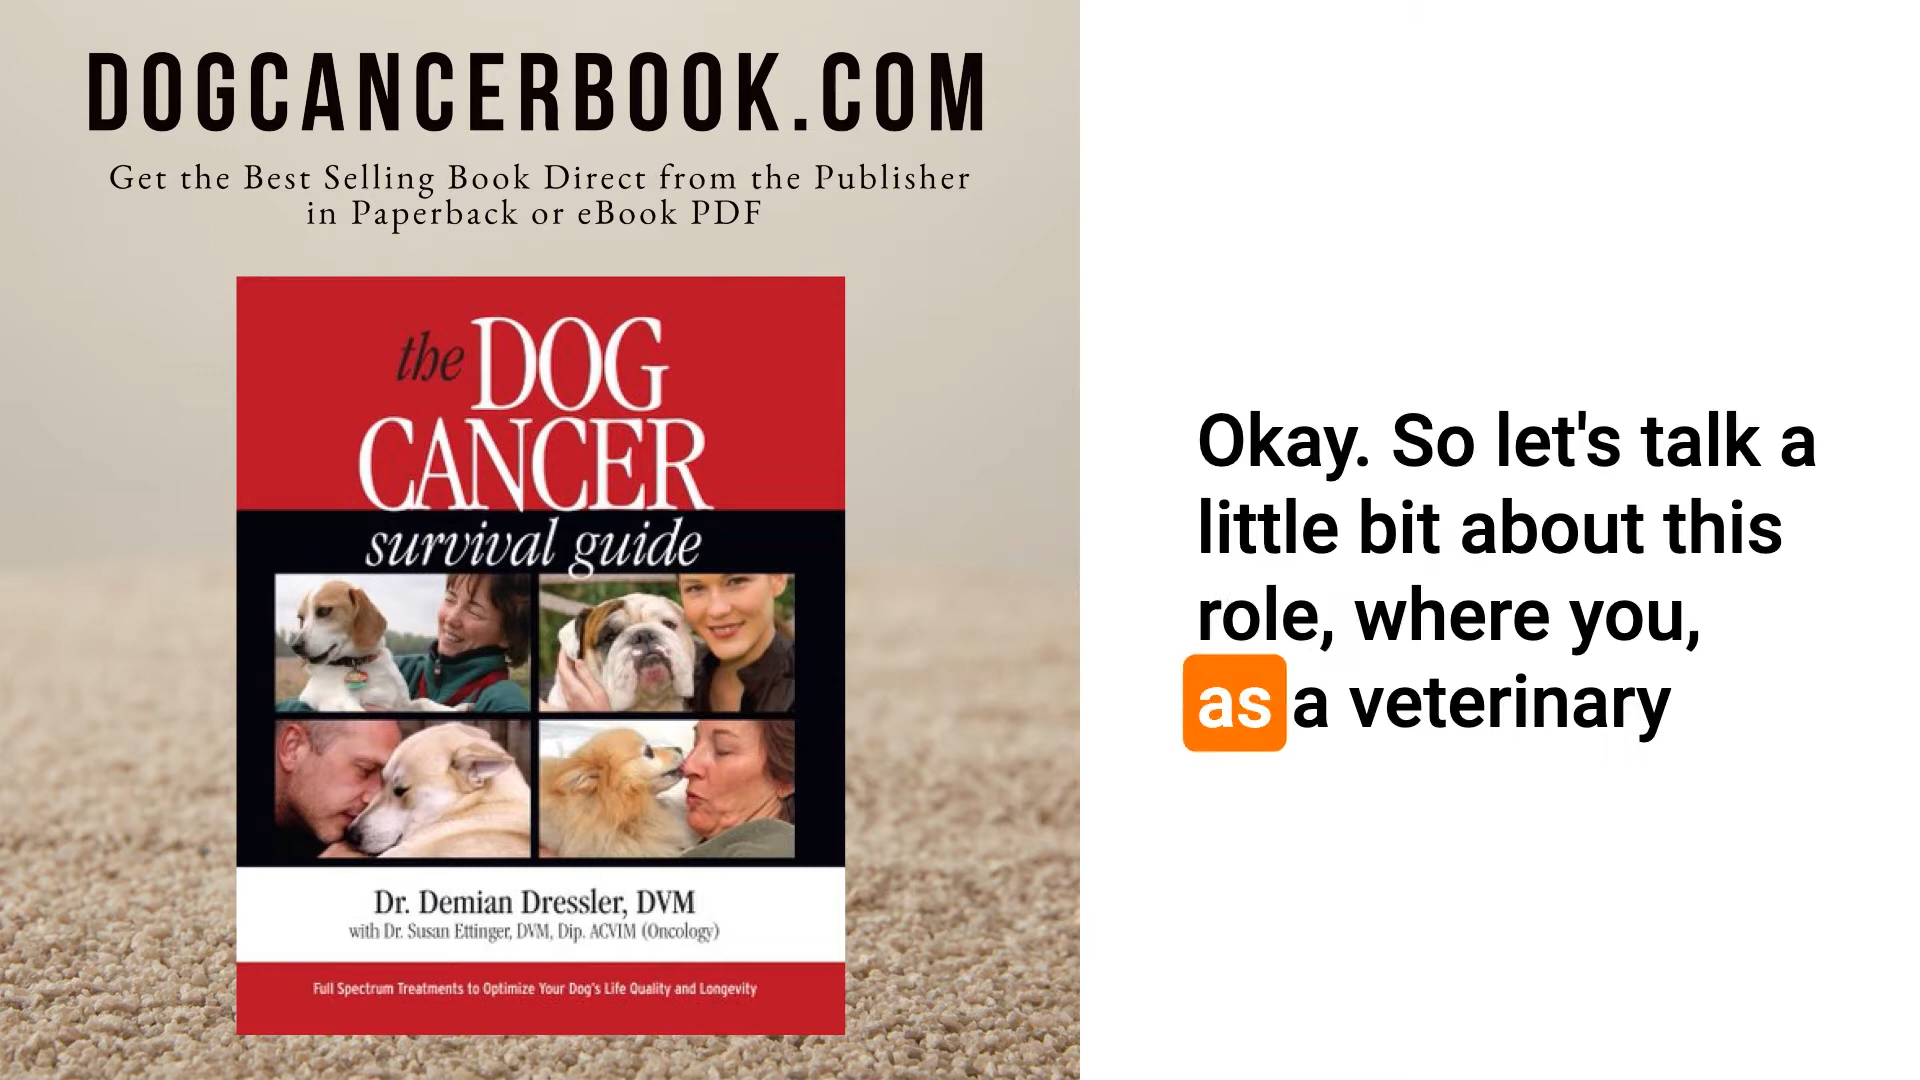 DOGCANCERBOOK.COM
Get the Best Selling Book Direct from the Publisher
in Paperback or eBook PDF
the DOG
CANCER
survival guide
Dr. Demian Dressler, DVM
with Dr. Susan Ettinger, DVM, Dip. ACVIM (Oncology)
Full Spectrum Treatments to Optimize Your Dog's Life Quality and Longevity
Okay. So let's talk a
little bit about this
role, where you,
as a veterinary